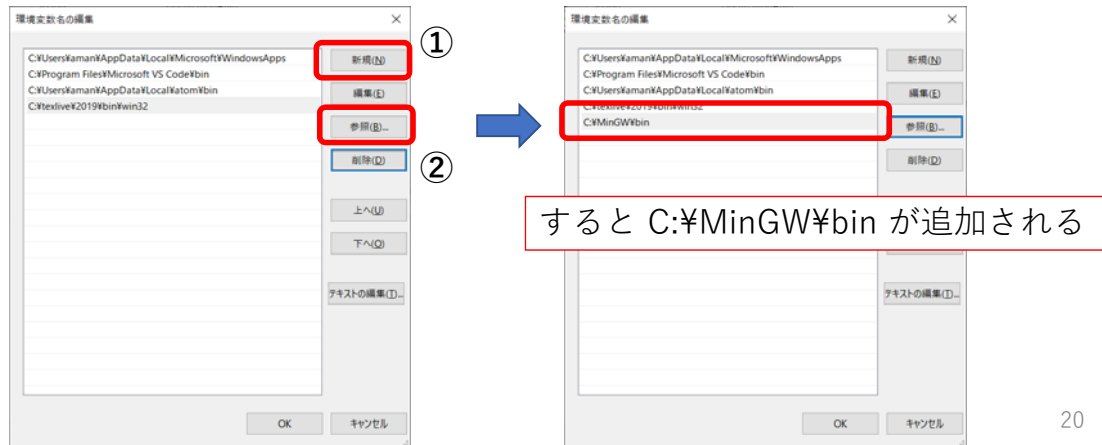 環境変数名の編集
C:¥Users¥aman¥AppData¥Local¥Microsoft¥WindowsApps
C:¥Program Files¥Microsoft VS Code¥bin
C:¥Users¥aman¥AppData¥Local¥atom¥bin
C:¥texlive¥2019¥bin¥win32
新規(N)
①
編集(E)
参照(B)...
削除(D)
②
上へ(U)
下へ(O)
テキストの編集(T)...
OK
キャンセル
環境変数名の編集
C:¥Users¥aman¥AppData¥Local¥Microsoft¥WindowsApps
C:¥Program Files¥Microsoft VS Code¥bin
C:¥Users¥aman¥AppData¥Local¥atom¥bin
C:¥texlive¥2019¥bin¥win32
C:¥MinGW¥bin
新規(N)
編集(E)
参照(B)...
削除(D)
すると C:¥MinGW¥bin が追加される
テキストの編集(T)...
OK
キャンセル
20